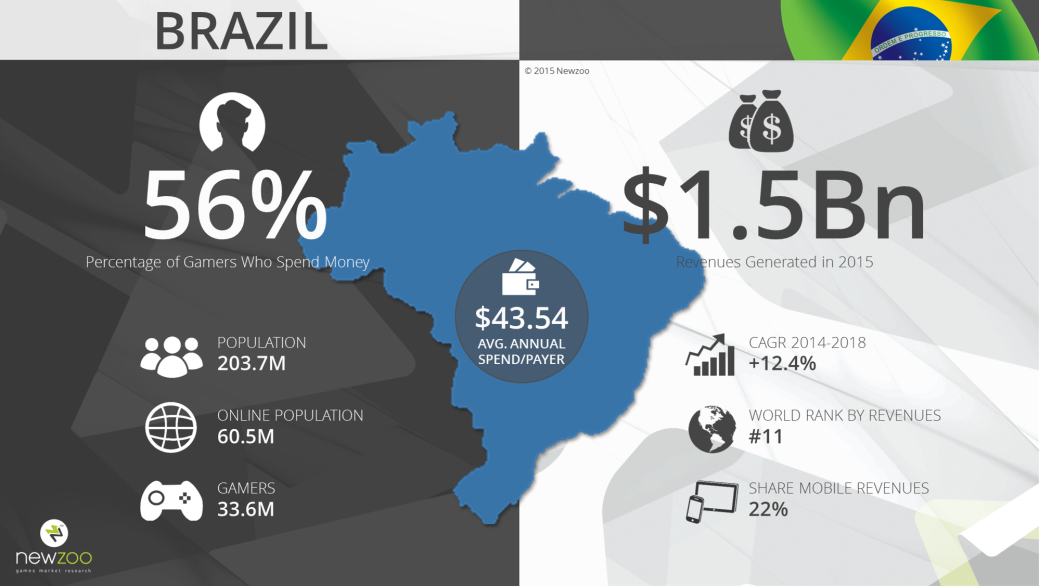 BRAZIL
ORDEM E PROGRESSO
© 2015 Newzoo
56%
Percentage of Gamers Who Spend Money
$ $
$1.5Bn
Revenues Generated in 2015
$43.54
AVG. ANNUAL
SPEND/PAYER
POPULATION
203.7M
ONLINE POPULATION
60.5M
GAMERS
33.6M
CAGR 2014-2018
+12.4%
WORLD RANK BY REVENUES
#11
SHARE MOBILE REVENUES
22%
newzoo
games market research